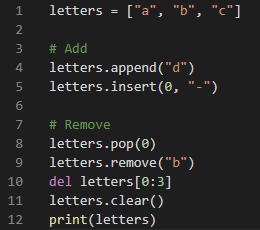 1 letters = ["a", "b", "c"]
2
3 # Add
4 letters.append("d")
5 letters.insert(0, "-")
6
7 # Remove
8 letters.pop(0)
9 letters.remove("b")
10 del letters[0:3]
11 letters.clear()
12 print(letters)